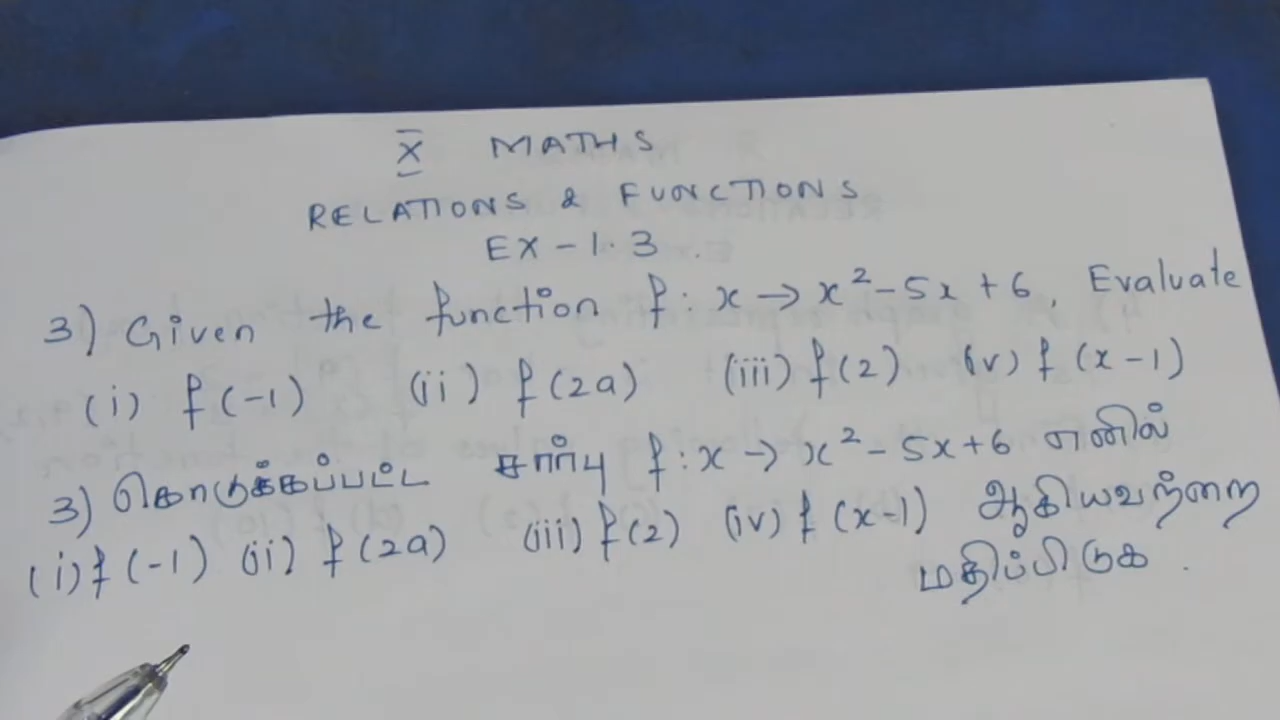 X MATHS
RELATIONS & FUNCTIONS
EX-1.3.
3) Given the function f: x → x² - 5x + 6, Evaluate
(i) f(-1) (ii) f(2a) (iii) f(2) (iv) f(x-1)
3) கொடுக்கப்பட்ட சார்பு f: x → x² - 5x + 6 எனில்
(i) f(-1) (ii) f(2a) (iii) f(2) (iv) f(x-1) ஆகியவற்றை
மதிப்பிடுக.